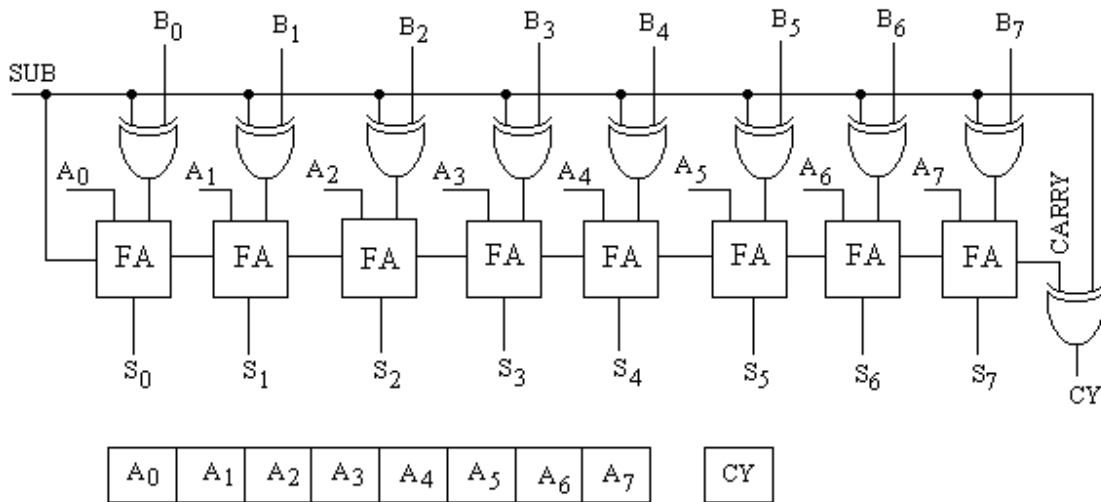 B0 B1 B2 B3 B4 B5 B6 B7
SUB
A0 A1 A2 A3 A4 A5 A6 A7
CARRY
FA FA FA FA FA FA FA FA
S0 S1 S2 S3 S4 S5 S6 S7
CY
A0 A1 A2 A3 A4 A5 A6 A7 CY